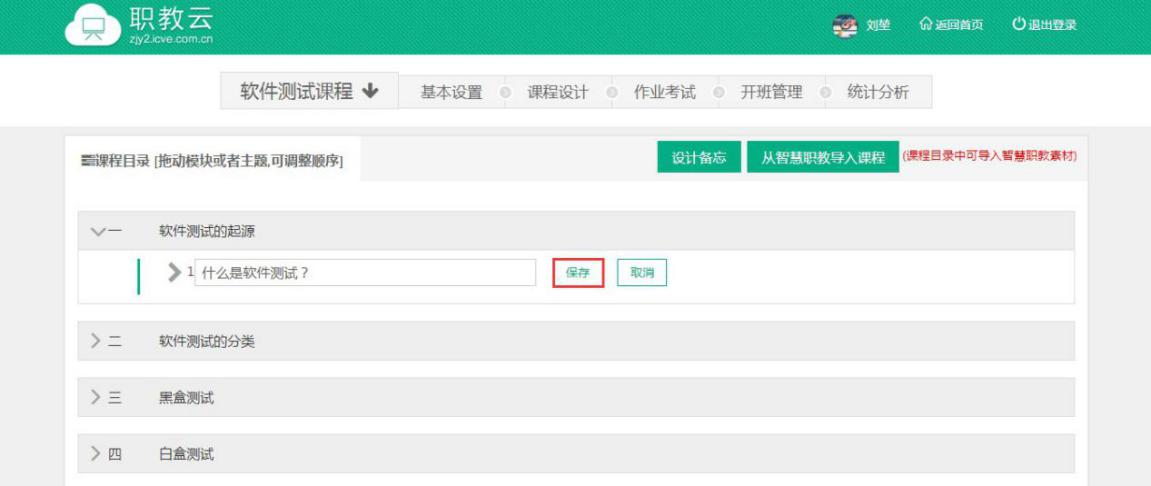 职教云
zjy2.icve.com.cn
刘堃 返回首页 退出登录
软件测试课程 基本设置 课程设计 作业考试 开班管理 统计分析
课程目录 [拖动模块或者主题,可调整顺序] 设计备忘 从智慧职教导入课程 (课程目录中可导入智慧职教素材)
一 软件测试的起源
1 什么是软件测试？ 保存 取消
二 软件测试的分类
三 黑盒测试
四 白盒测试